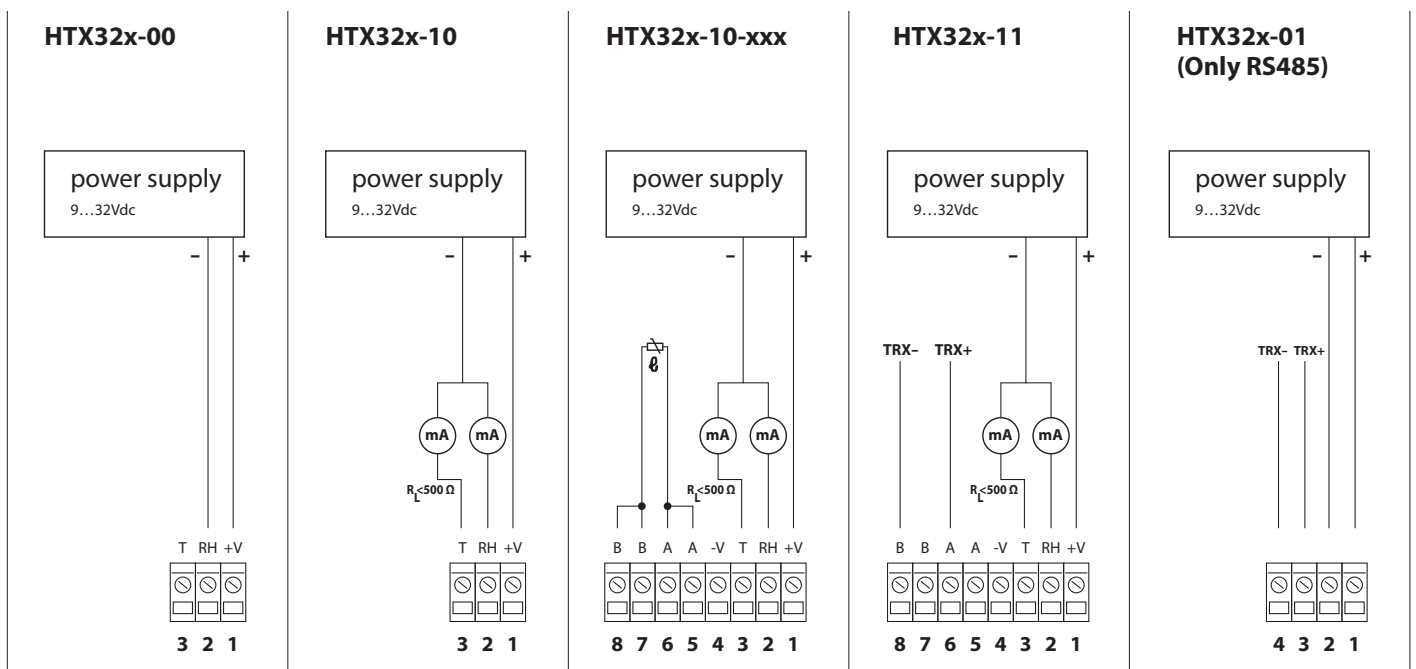 HTX32x-00
power supply
9…32Vdc
– +
T RH +V
3 2 1
HTX32x-10
power supply
9…32Vdc
– +
mA mA
RL<500 Ω
T RH +V
3 2 1
HTX32x-10-xxx
power supply
9…32Vdc
– +
ϑ
mA mA
RL<500 Ω
B B A A -V T RH +V
8 7 6 5 4 3 2 1
HTX32x-11
power supply
9…32Vdc
– +
TRX– TRX+
mA mA
RL<500 Ω
B B A A -V T RH +V
8 7 6 5 4 3 2 1
HTX32x-01
(Only RS485)
power supply
9…32Vdc
– +
TRX– TRX+
4 3 2 1